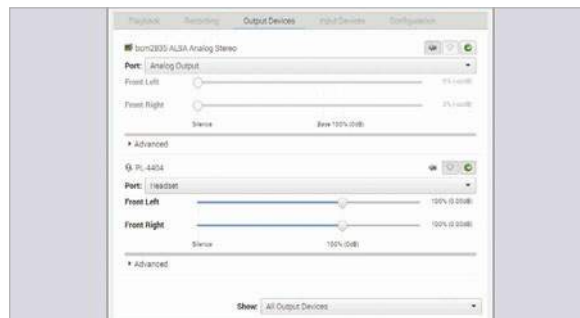 Playback Recording Output Devices Input Devices Configuration
bcm2835 ALSA Analog Stereo
Port: Analog Output
Front Left
Front Right
Silence Base 100% (0dB)
Advanced
PL-4404
Port: Headset
Front Left 100% (0.00dB)
Front Right 100% (0.00dB)
Silence 100% (0dB)
Advanced
Show: All Output Devices